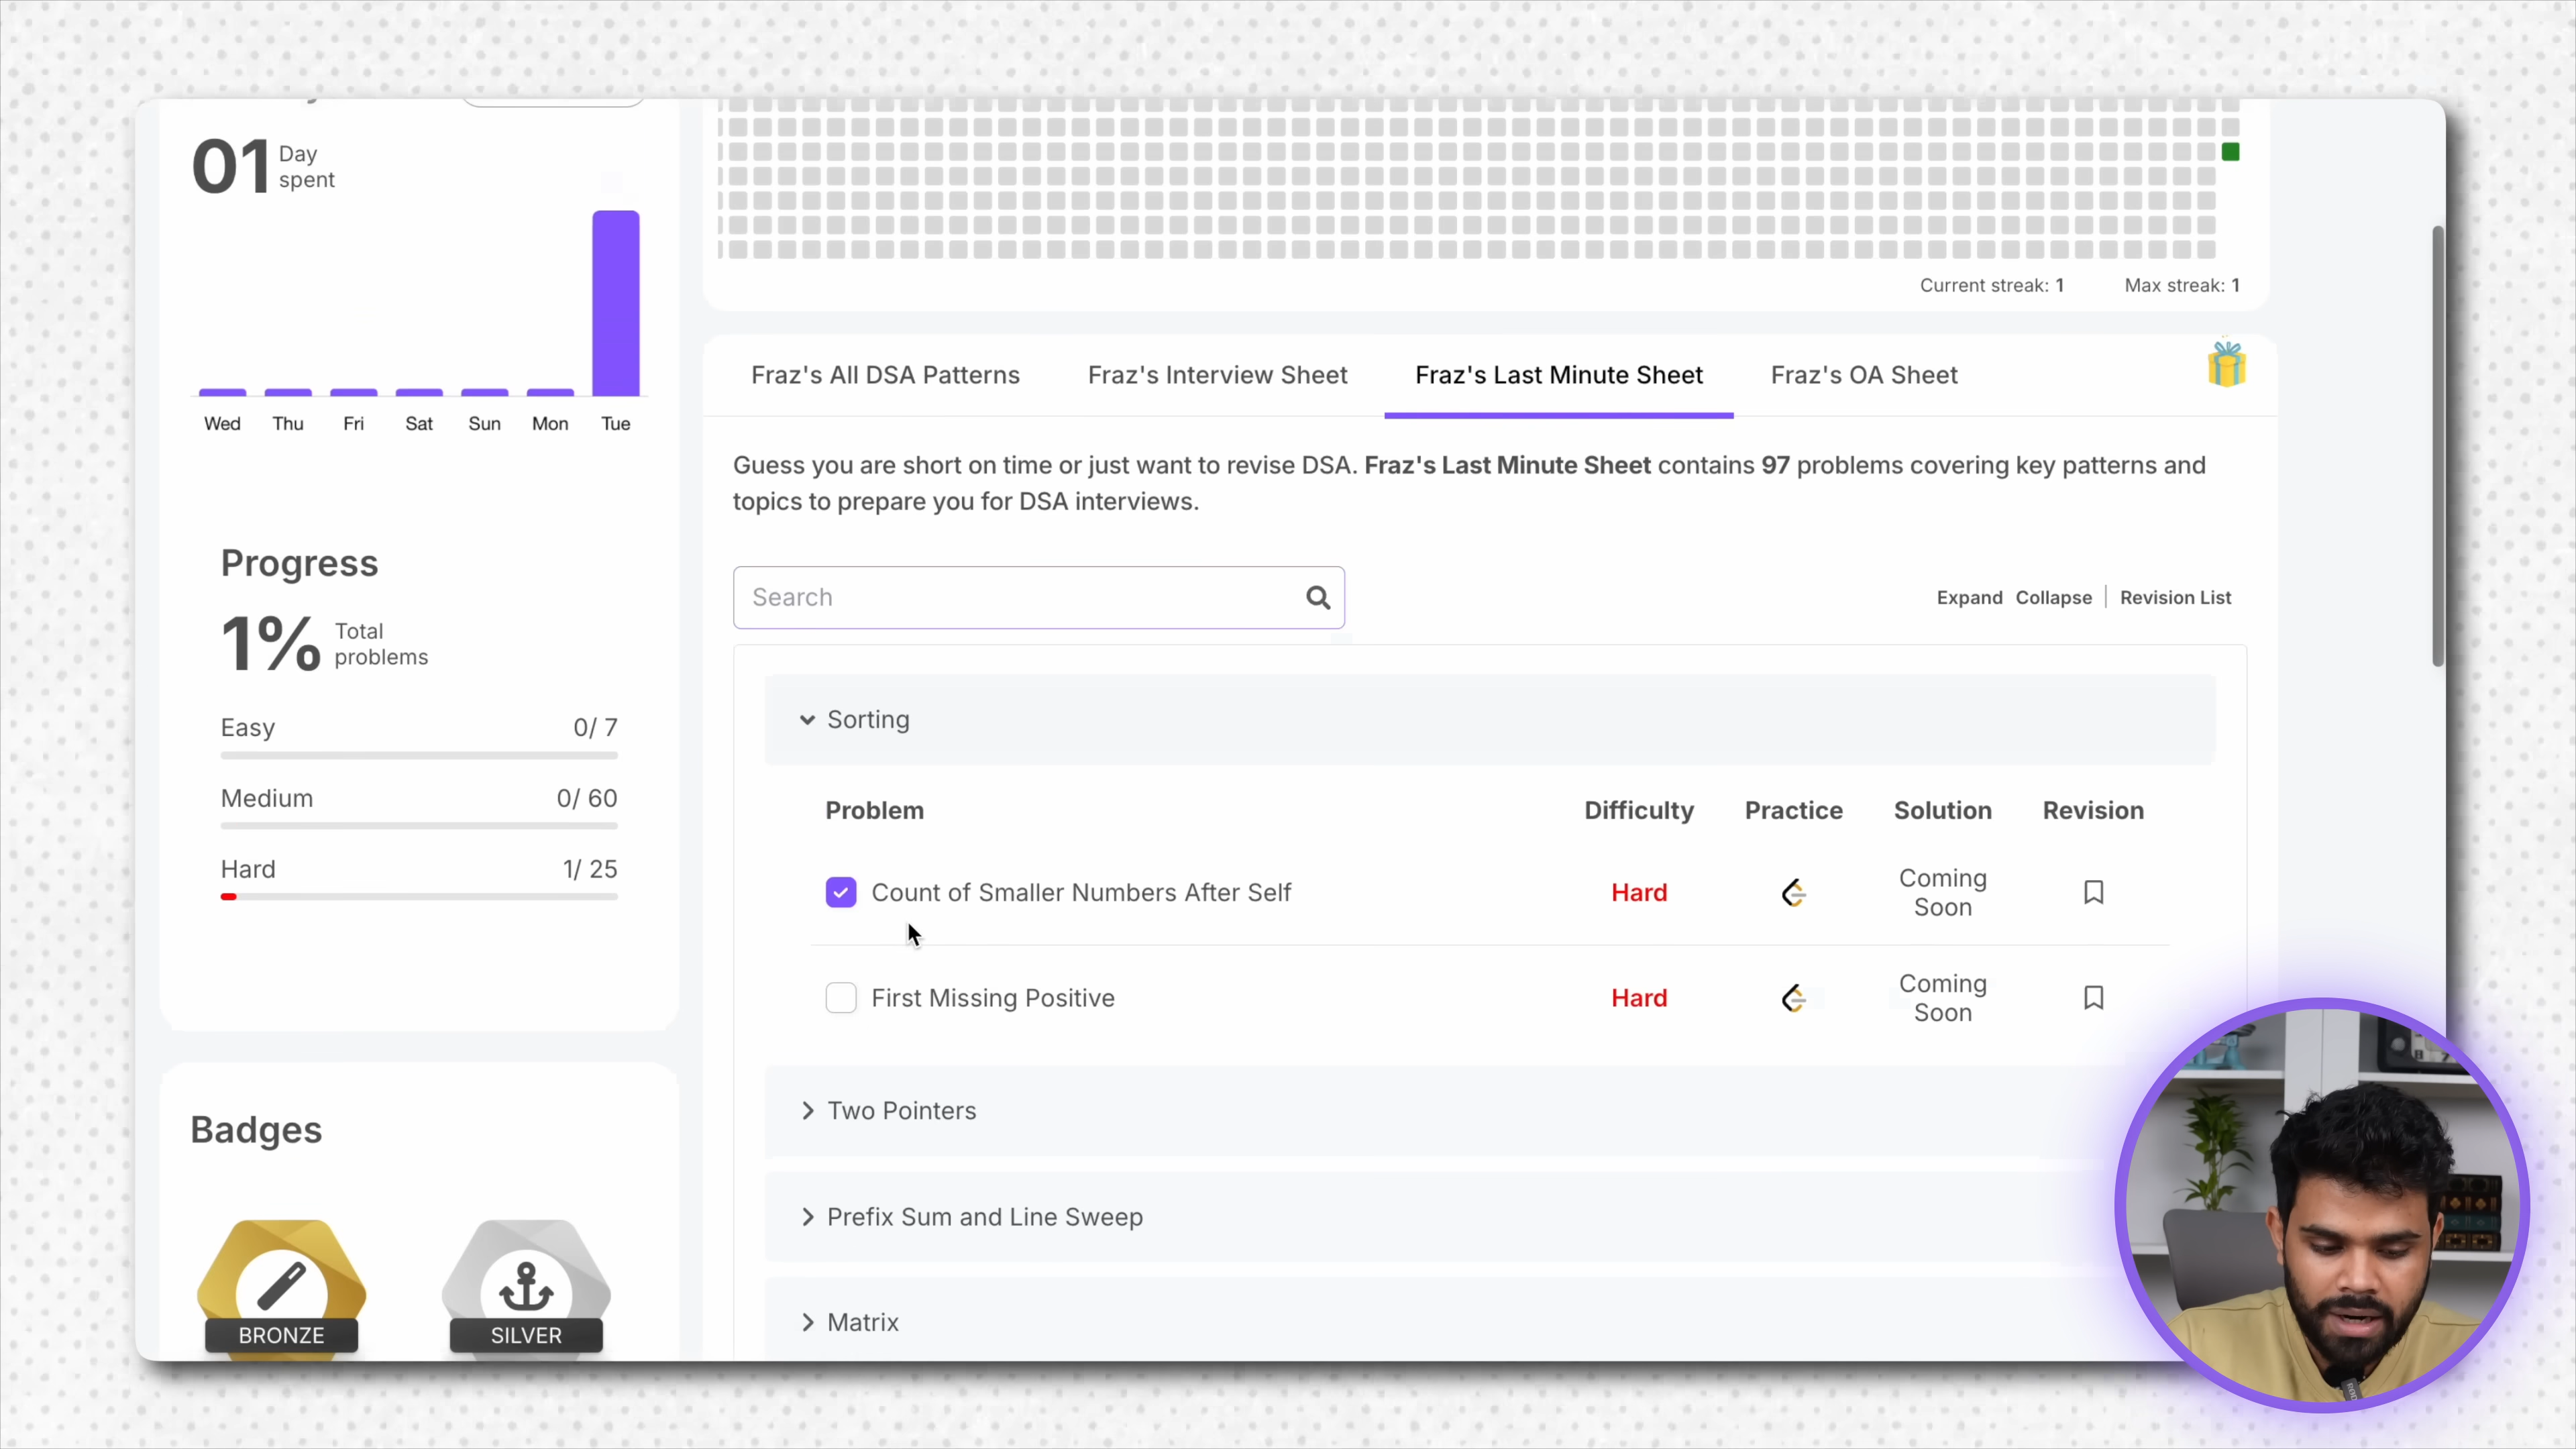 01 Day
spent
Wed Thu Fri Sat Sun Mon Tue
Progress
1% Total
problems
Easy 0/ 7
Medium 0/ 60
Hard 1/ 25
Badges
BRONZE SILVER
Current streak: 1 Max streak: 1
Fraz's All DSA Patterns Fraz's Interview Sheet Fraz's Last Minute Sheet Fraz's OA Sheet
Guess you are short on time or just want to revise DSA. Fraz's Last Minute Sheet contains 97 problems covering key patterns and
topics to prepare you for DSA interviews.
Search Expand Collapse | Revision List
Sorting
Problem Difficulty Practice Solution Revision
Count of Smaller Numbers After Self Hard Coming
Soon
First Missing Positive Hard Coming
Soon
Two Pointers
Prefix Sum and Line Sweep
Matrix